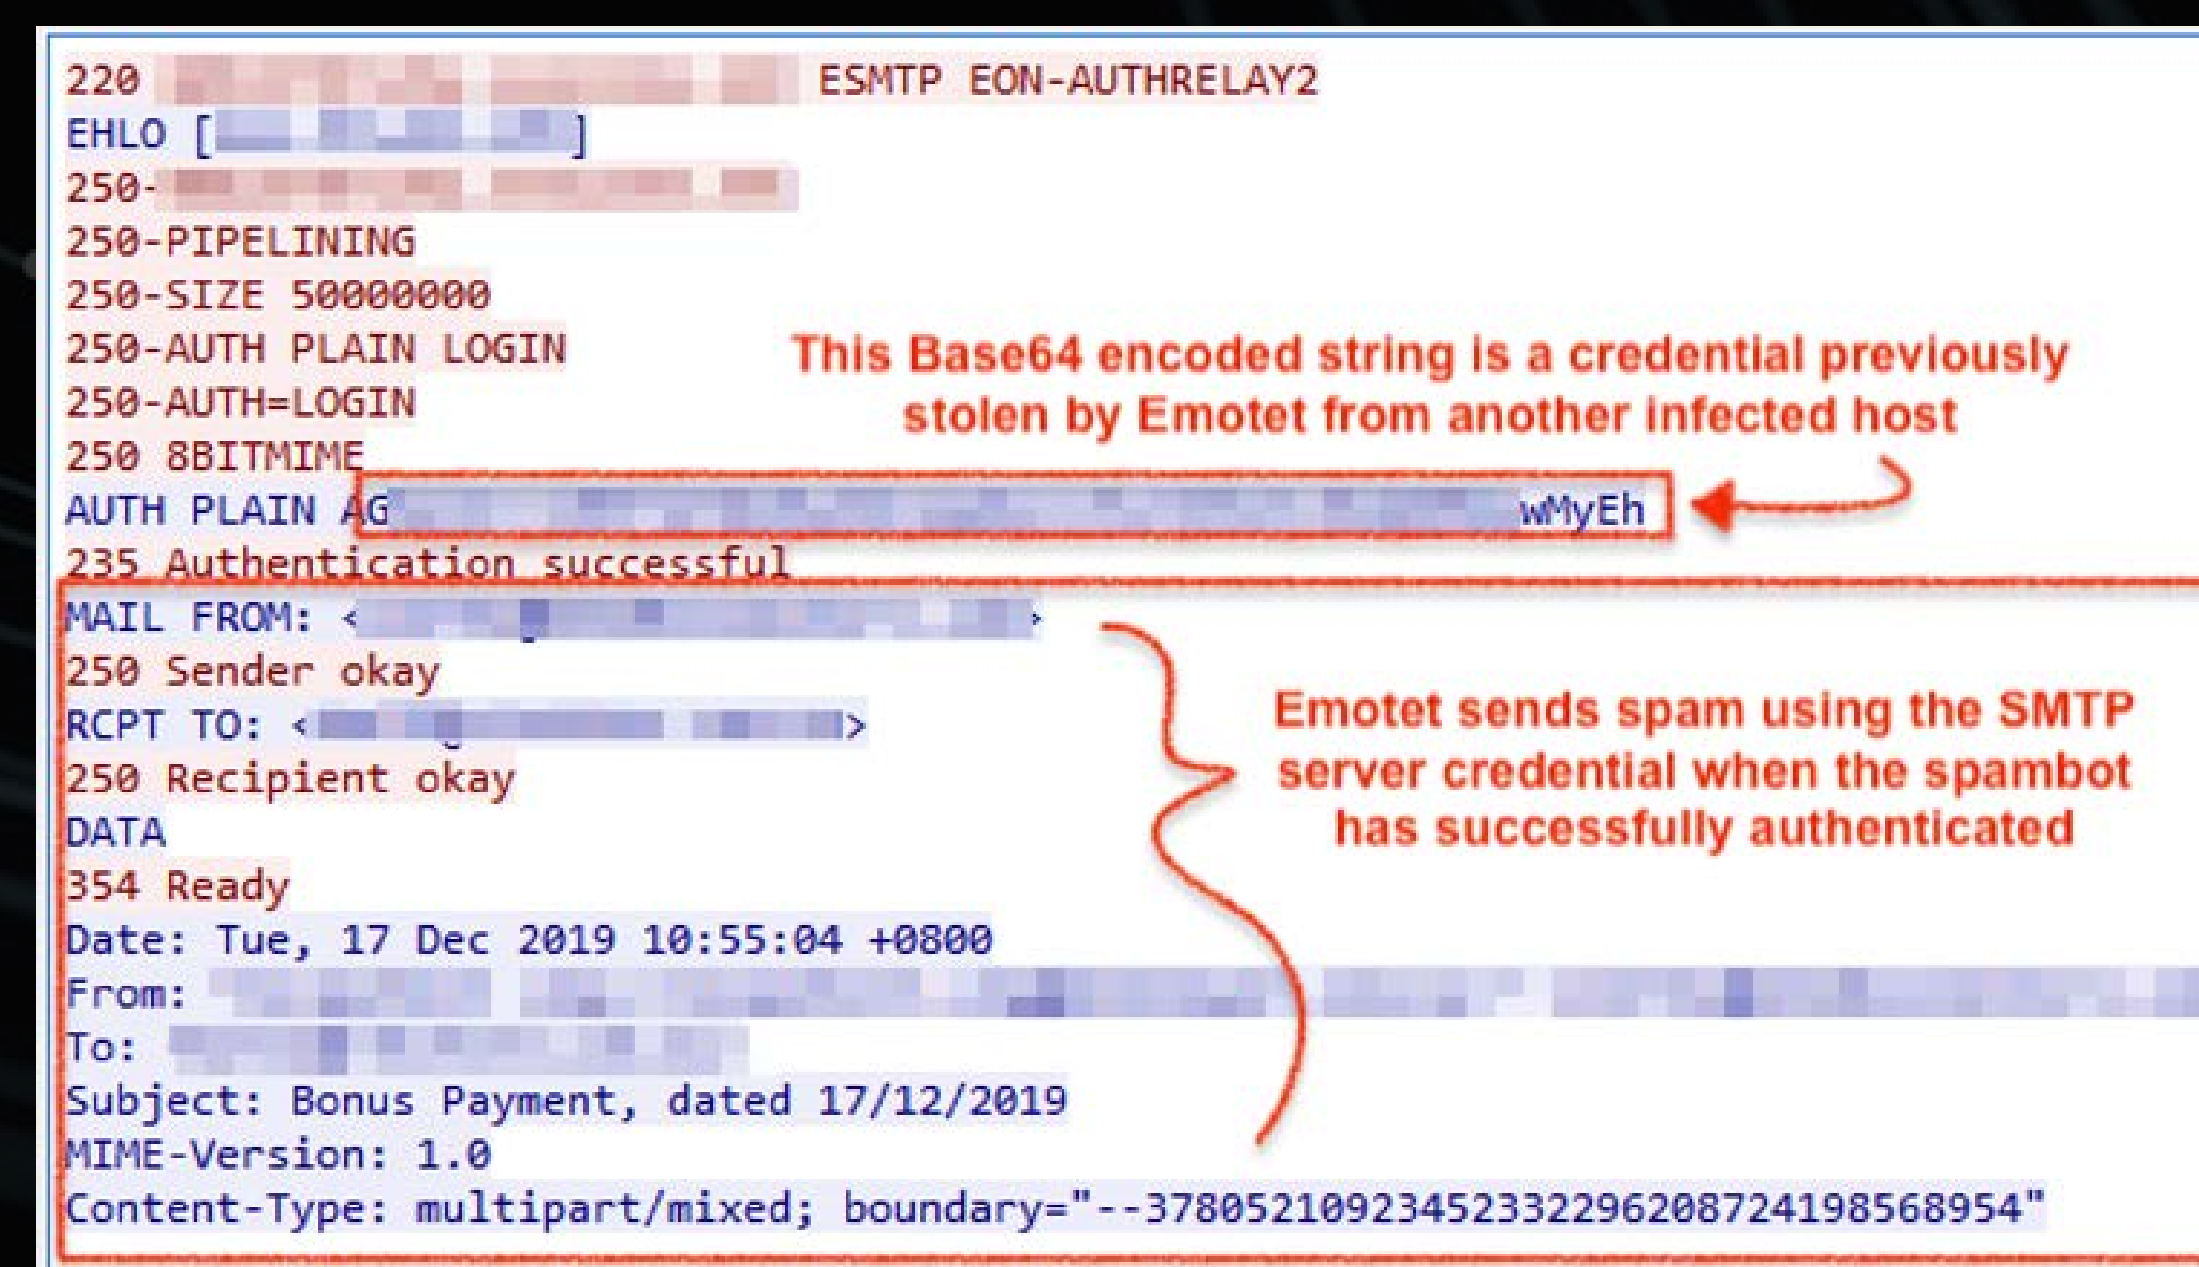 220 ESMTP EON-AUTHRELAY2
EHLO [ ]
250-
250-PIPELINING
250-SIZE 50000000
250-AUTH PLAIN LOGIN
250-AUTH=LOGIN
250 8BITMIME
This Base64 encoded string is a credential previously
stolen by Emotet from another infected host
AUTH PLAIN AG wMyEh
235 Authentication successful
MAIL FROM: < >
250 Sender okay
RCPT TO: < >
250 Recipient okay
DATA
354 Ready
Emotet sends spam using the SMTP
server credential when the spambot
has successfully authenticated
Date: Tue, 17 Dec 2019 10:55:04 +0800
From:
To:
Subject: Bonus Payment, dated 17/12/2019
MIME-Version: 1.0
Content-Type: multipart/mixed; boundary="--37805210923452332296208724198568954"